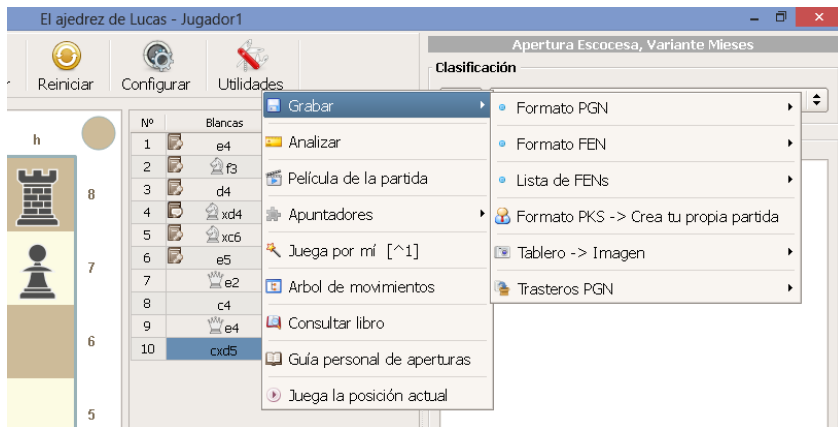 El ajedrez de Lucas - Jugador1
Reiniciar Configurar Utilidades
Apertura Escocesa, Variante Mieses
Clasificación
h
8
7
6
5
Nº Blancas
1 e4
2 f3
3 d4
4 xd4
5 xc6
6 e5
7 e2
8 c4
9 e4
10 cxd5
Grabar
Analizar
Película de la partida
Apuntadores
Juega por mí [^1]
Arbol de movimientos
Consultar libro
Guía personal de aperturas
Juega la posición actual
Formato PGN
Formato FEN
Lista de FENs
Formato PKS -> Crea tu propia partida
Tablero -> Imagen
Trasteros PGN